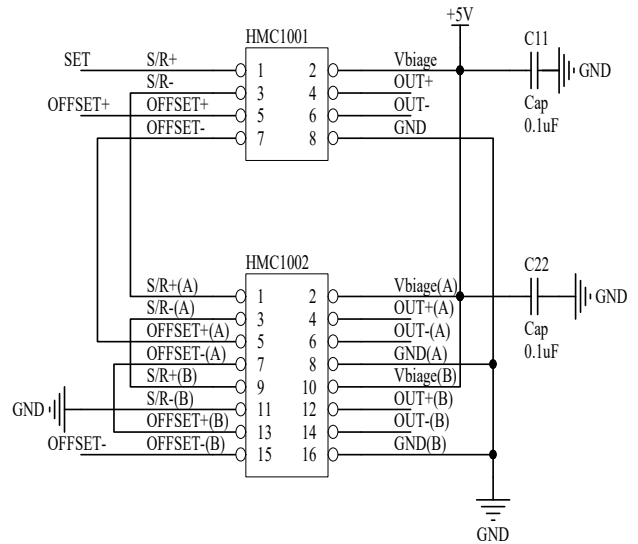 +5V
HMC1001
C11
SET S/R+ 1 2 Vbiage
GND
S/R- 3 4 OUT+
OFFSET+ OFFSET+ 5 6 OUT-
Cap
OFFSET- 7 8 GND
0.1uF
HMC1002
C22
S/R+(A) 1 2 Vbiage(A)
GND
S/R-(A) 3 4 OUT+(A)
OFFSET+(A) 5 6 OUT-(A)
Cap
OFFSET-(A) 7 8 GND(A)
0.1uF
S/R+(B) 9 10 Vbiage(B)
GND S/R-(B) 11 12 OUT+(B)
OFFSET+(B) 13 14 OUT-(B)
OFFSET- OFFSET-(B) 15 16 GND(B)
GND